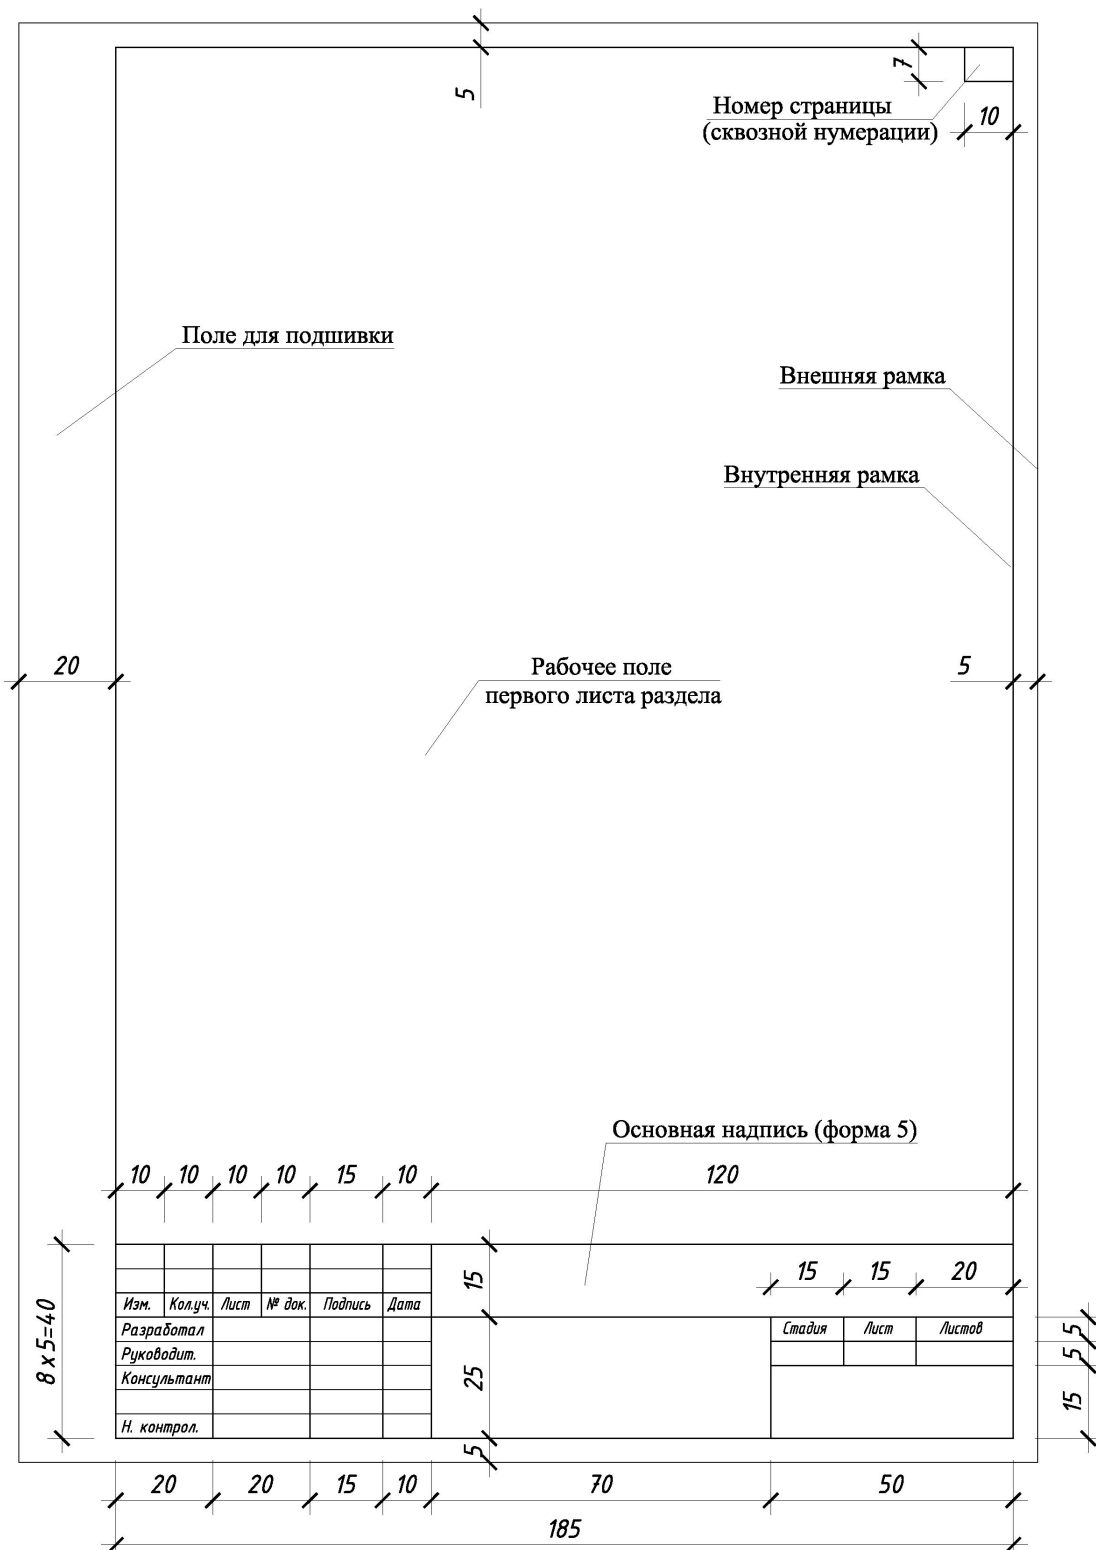 5
7
Номер страницы
(сквозной нумерации)
10
Поле для подшивки
Внешняя рамка
Внутренняя рамка
20
Рабочее поле
первого листа раздела
5
Основная надпись (форма 5)
10 10 10 10 15 10 120
15
15 15 20
Изм. Кол.уч. Лист № док. Подпись Дата
8 x 5=40
Разработал
Стадия Лист Листов
5
Руководит.
5
Консультант
25
15
Н. контрол.
5
20 20 15 10 70 50
185